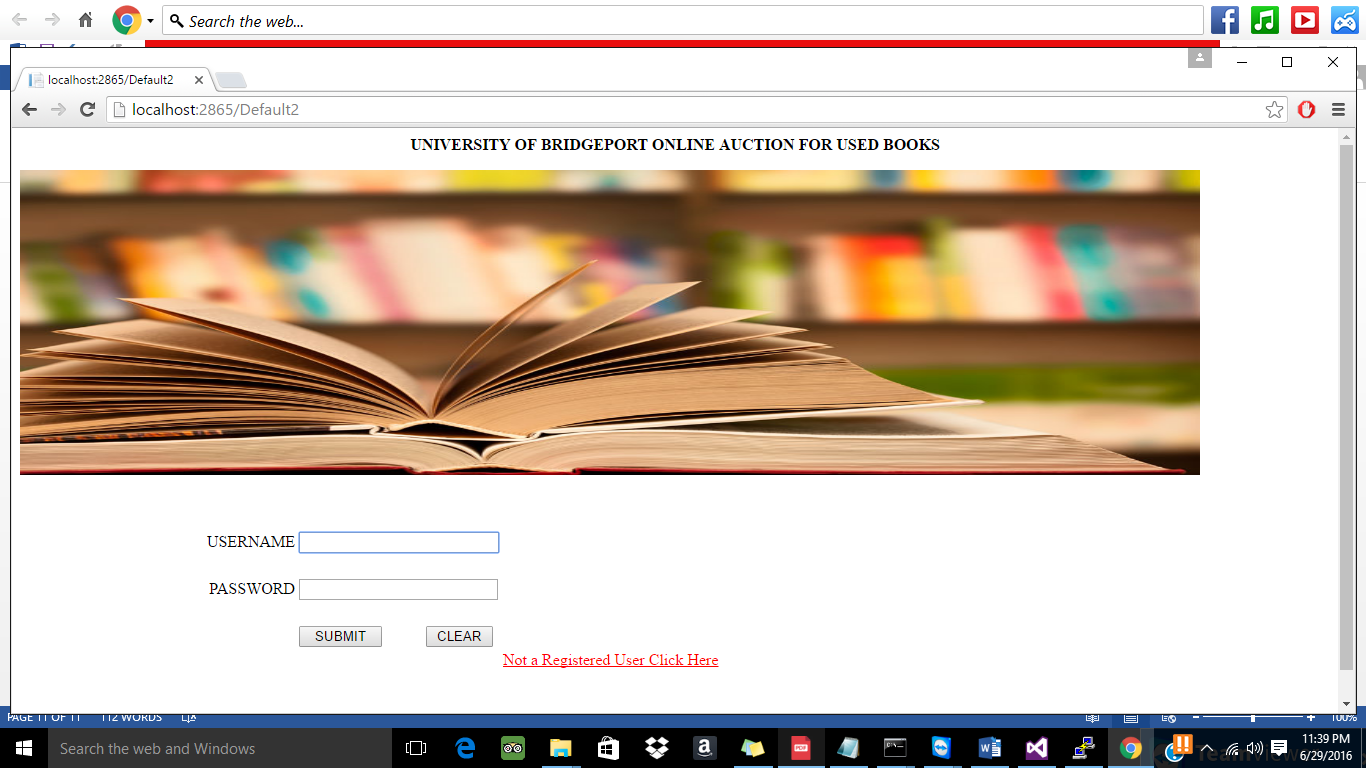 Search the web...
localhost:2865/Default2
localhost:2865/Default2
UNIVERSITY OF BRIDGEPORT ONLINE AUCTION FOR USED BOOKS
USERNAME
PASSWORD
SUBMIT CLEAR
Not a Registered User Click Here
PAGE 11 OF 11 112 WORDS 100%
Search the web and Windows
TeamViewer
11:39 PM
6/29/2016